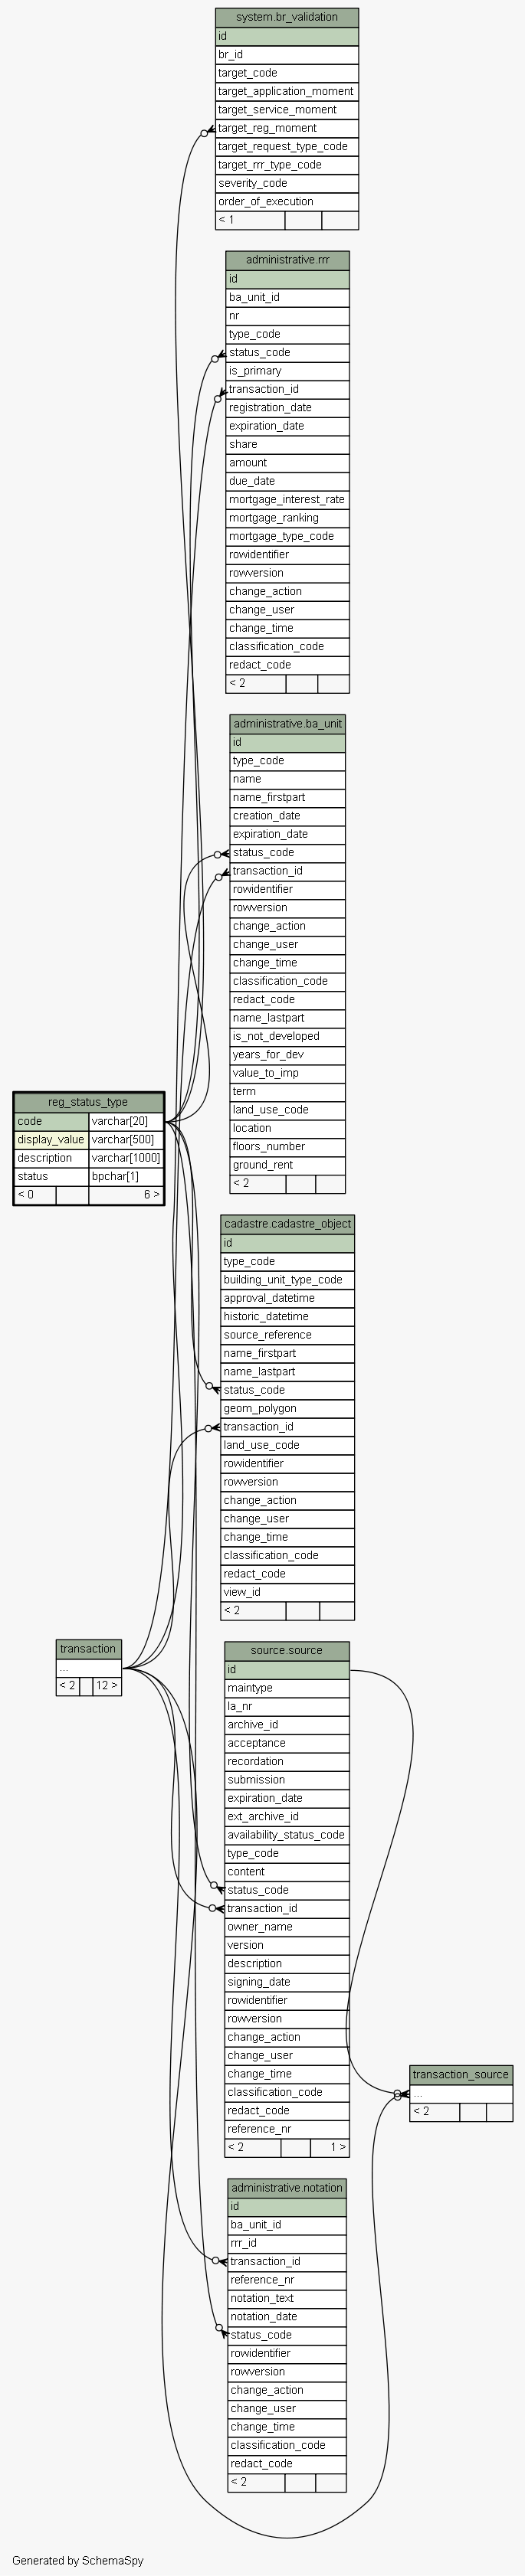 system.br_validation
id
br_id
target_code
target_application_moment
target_service_moment
target_reg_moment
target_request_type_code
target_rrr_type_code
severity_code
order_of_execution
< 1
administrative.rrr
id
ba_unit_id
nr
type_code
status_code
is_primary
transaction_id
registration_date
expiration_date
share
amount
due_date
mortgage_interest_rate
mortgage_ranking
mortgage_type_code
rowidentifier
rowversion
change_action
change_user
change_time
classification_code
redact_code
< 2
administrative.ba_unit
id
type_code
name
name_firstpart
creation_date
expiration_date
status_code
transaction_id
rowidentifier
rowversion
change_action
change_user
change_time
classification_code
redact_code
name_lastpart
is_not_developed
years_for_dev
value_to_imp
term
land_use_code
location
floors_number
ground_rent
< 2
reg_status_type
code varchar[20]
display_value varchar[500]
description varchar[1000]
status bpchar[1]
< 0 6 >
cadastre.cadastre_object
id
type_code
building_unit_type_code
approval_datetime
historic_datetime
source_reference
name_firstpart
name_lastpart
status_code
geom_polygon
transaction_id
land_use_code
rowidentifier
rowversion
change_action
change_user
change_time
classification_code
redact_code
view_id
< 2
transaction
...
< 2 12 >
source.source
id
maintype
la_nr
archive_id
acceptance
recordation
submission
expiration_date
ext_archive_id
availability_status_code
type_code
content
status_code
transaction_id
owner_name
version
description
signing_date
rowidentifier
rowversion
change_action
change_user
change_time
classification_code
redact_code
reference_nr
< 2 1 >
transaction_source
...
< 2
administrative.notation
id
ba_unit_id
rrr_id
transaction_id
reference_nr
notation_text
notation_date
status_code
rowidentifier
rowversion
change_action
change_user
change_time
classification_code
redact_code
< 2
Generated by SchemaSpy